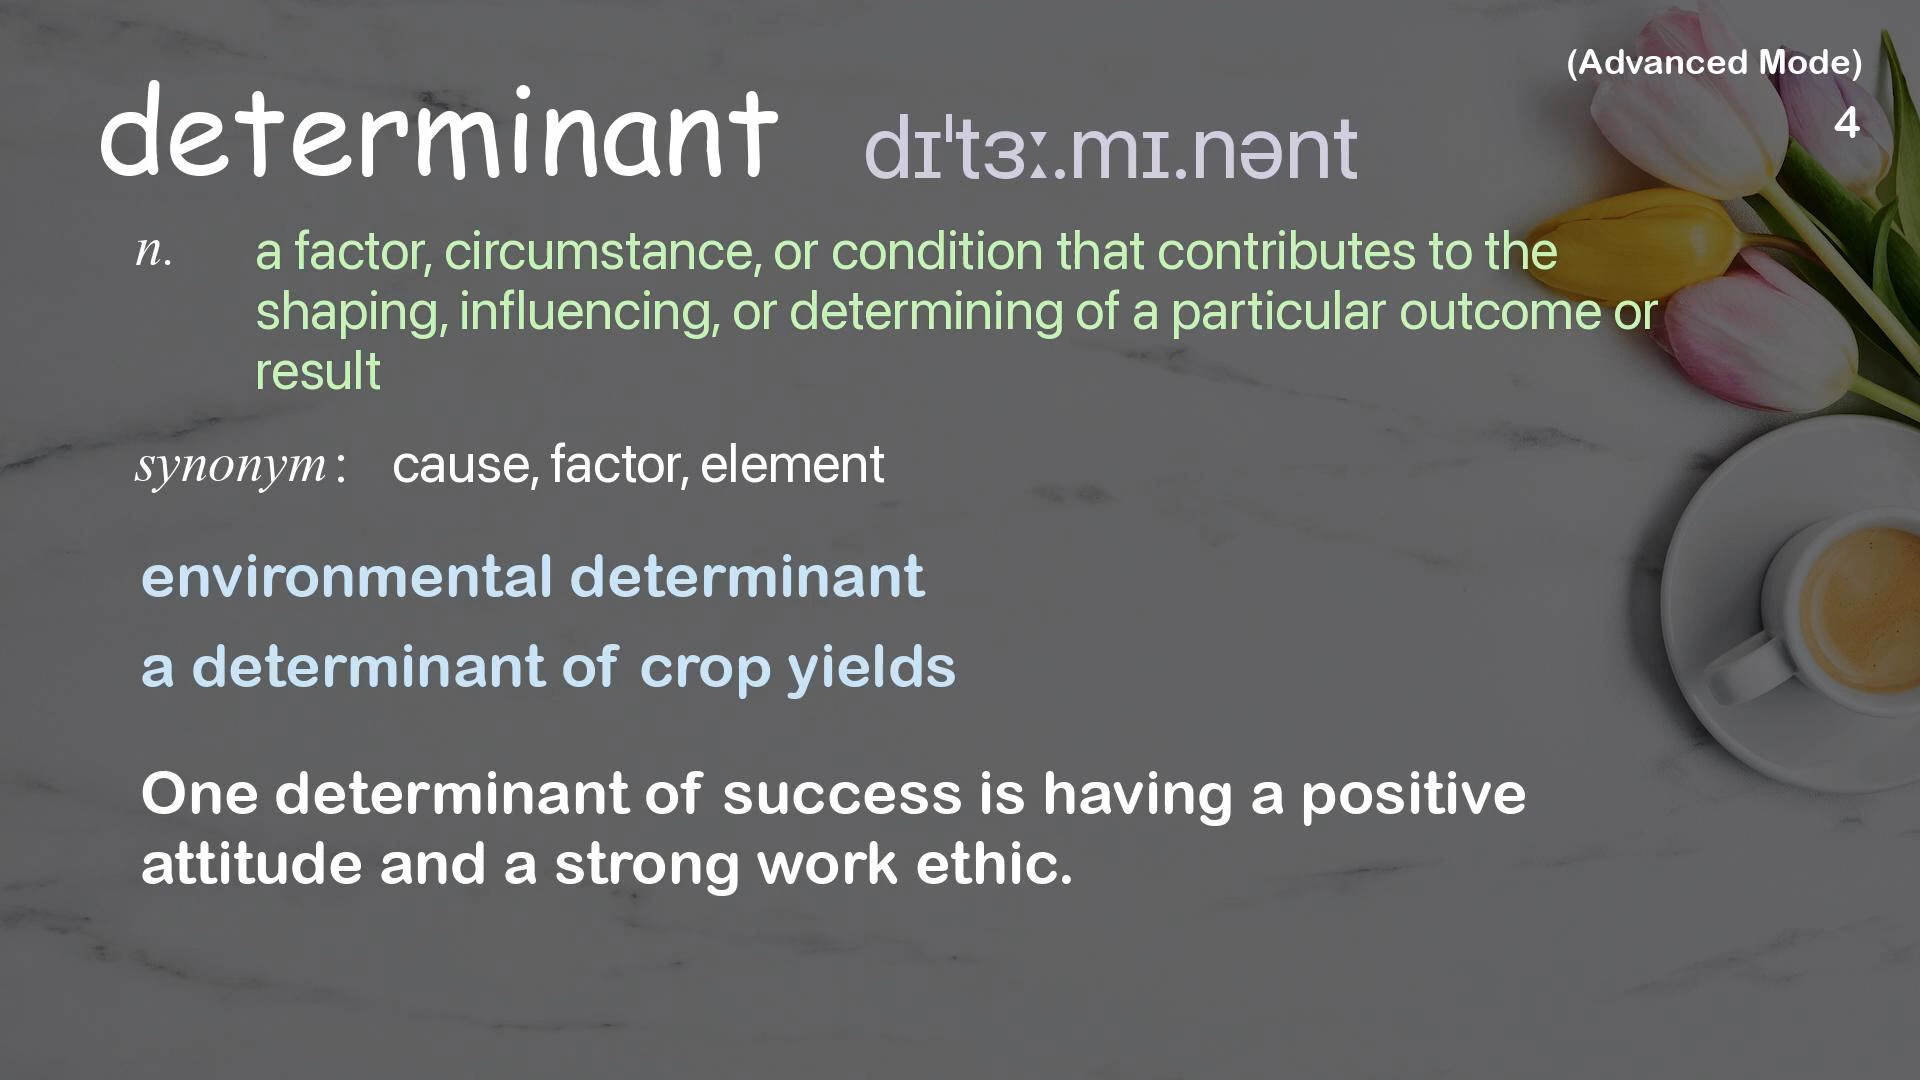 (Advanced Mode)
4
determinant dɪˈtɜː.mɪ.nənt
n. a factor, circumstance, or condition that contributes to the
shaping, influencing, or determining of a particular outcome or
result
synonym: cause, factor, element
environmental determinant
a determinant of crop yields
One determinant of success is having a positive
attitude and a strong work ethic.